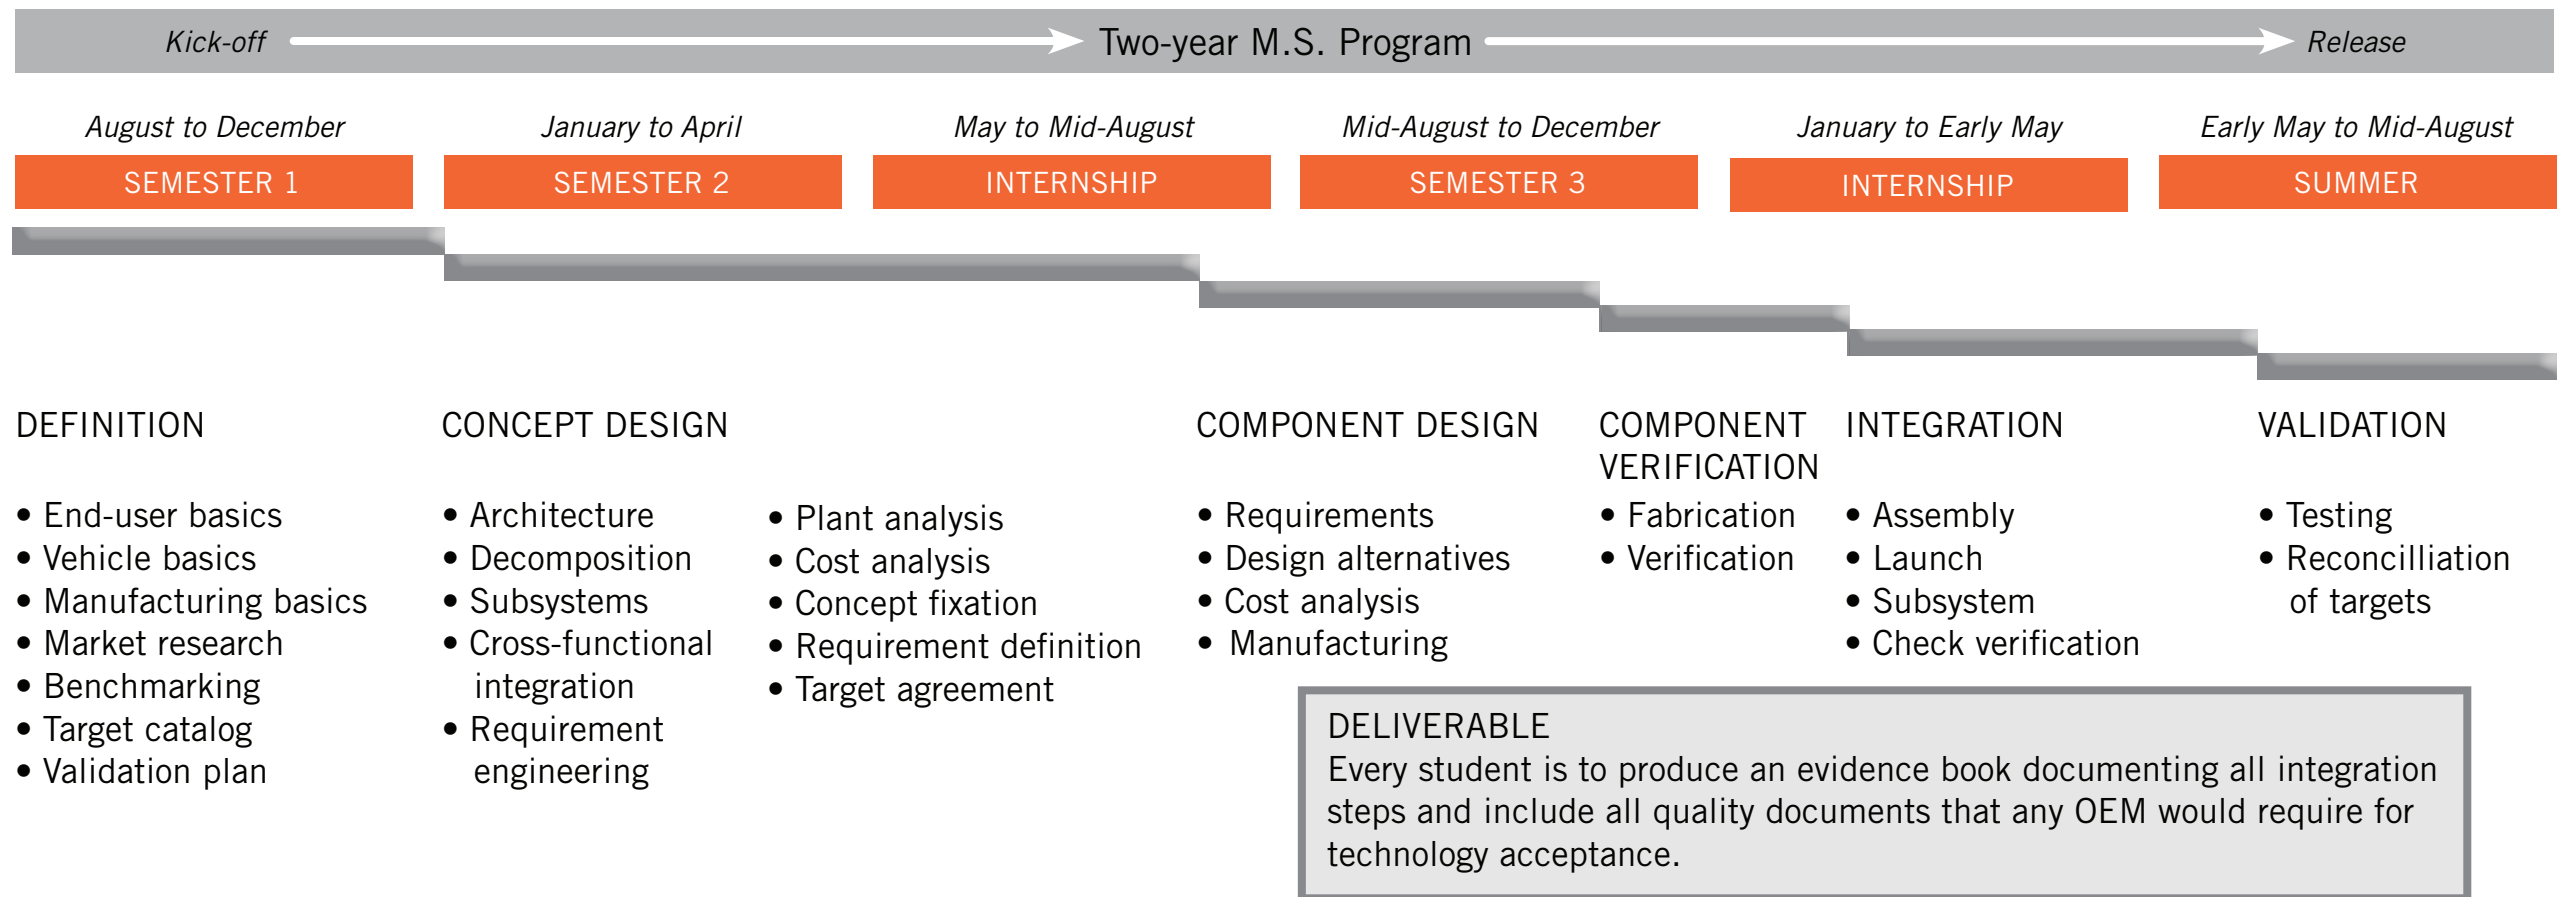 Kick-off Two-year M.S. Program Release
August to December
SEMESTER 1
January to April
SEMESTER 2
May to Mid-August
INTERNSHIP
Mid-August to December
SEMESTER 3
January to Early May
INTERNSHIP
Early May to Mid-August
SUMMER
DEFINITION
• End-user basics
• Vehicle basics
• Manufacturing basics
• Market research
• Benchmarking
• Target catalog
• Validation plan
CONCEPT DESIGN
• Architecture
• Decomposition
• Subsystems
• Cross-functional
integration
• Requirement
engineering
• Plant analysis
• Cost analysis
• Concept fixation
• Requirement definition
• Target agreement
COMPONENT DESIGN
• Requirements
• Design alternatives
• Cost analysis
• Manufacturing
COMPONENT
VERIFICATION
• Fabrication
• Verification
INTEGRATION
• Assembly
• Launch
• Subsystem
• Check verification
VALIDATION
• Testing
• Reconcilliation
of targets
DELIVERABLE
Every student is to produce an evidence book documenting all integration
steps and include all quality documents that any OEM would require for
technology acceptance.